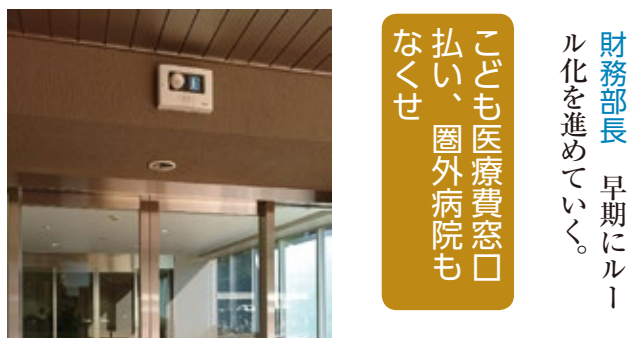 財務部長　早期にルー
ル化を進めていく。
こども医療費窓口
払い、圏外病院も
なくせ